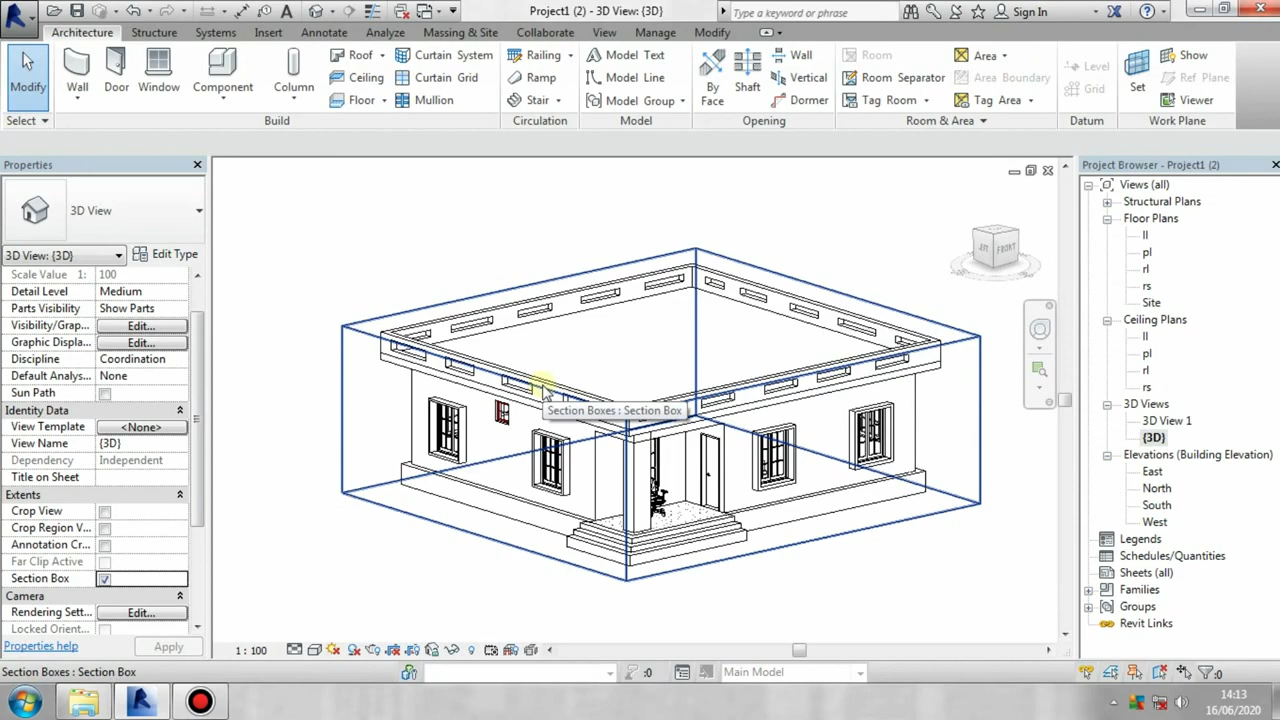 Project1 (2) - 3D View: {3D}
Type a keyword or phrase
Sign In
Architecture Structure Systems Insert Annotate Analyze Massing & Site Collaborate View Manage Modify
Modify
Wall
Door
Window
Component
Column
Roof
Ceiling
Floor
Curtain System
Curtain Grid
Mullion
Railing
Ramp
Stair
Model Text
Model Line
Model Group
By
Face
Shaft
Wall
Vertical
Dormer
Room
Room Separator
Tag Room
Area
Area Boundary
Tag Area
Level
Grid
Set
Show
Ref Plane
Viewer
Select
Build
Circulation
Model
Opening
Room & Area
Datum
Work Plane
Properties
3D View
3D View: {3D}
Edit Type
Scale Value 1: 100
Detail Level Medium
Parts Visibility Show Parts
Visibility/Grap... Edit...
Graphic Displa... Edit...
Discipline Coordination
Default Analys... None
Sun Path
Identity Data
View Template <None>
View Name {3D}
Dependency Independent
Title on Sheet
Extents
Crop View
Crop Region V...
Annotation Cr...
Far Clip Active
Section Box
Camera
Rendering Sett... Edit...
Locked Orient...
Properties help
Apply
FRONT
Section Boxes : Section Box
1 : 100
Project Browser - Project1 (2)
Views (all)
Structural Plans
Floor Plans
ll
pl
rl
rs
Site
Ceiling Plans
ll
pl
rl
rs
3D Views
3D View 1
{3D}
Elevations (Building Elevation)
East
North
South
West
Legends
Schedules/Quantities
Sheets (all)
Families
Groups
Revit Links
Section Boxes : Section Box
:0
Main Model
:0
14:13
16/06/2020